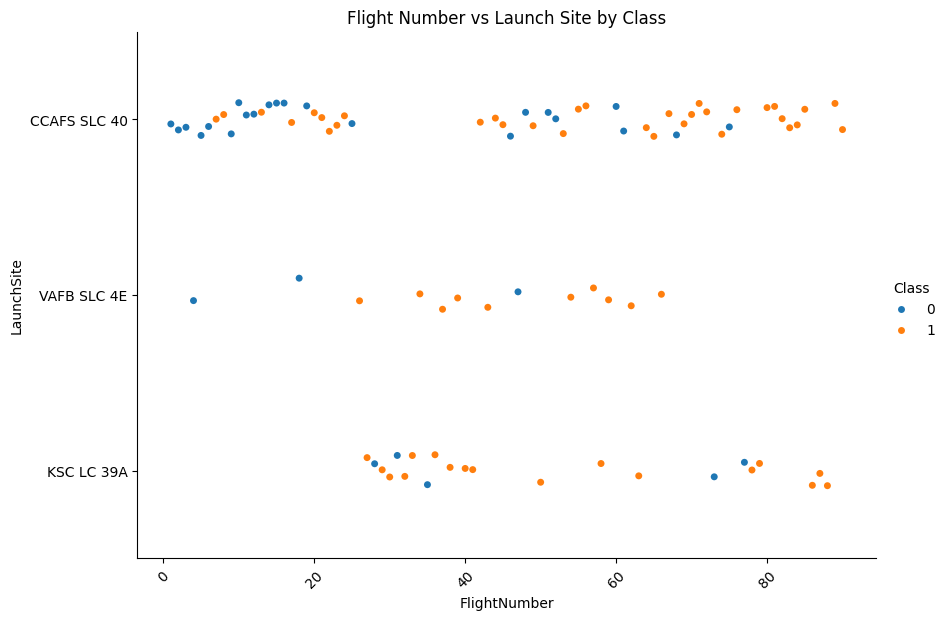 Flight Number vs Launch Site by Class
CCAFS SLC 40
VAFB SLC 4E
KSC LC 39A
LaunchSite
0
20
40
60
80
FlightNumber
Class
0
1